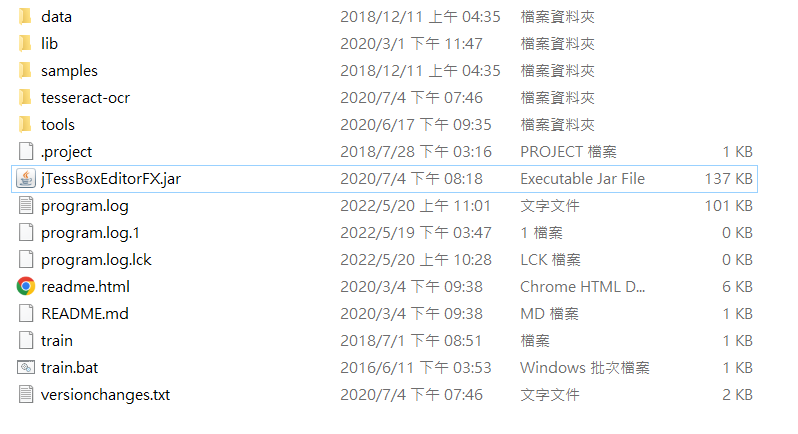 data 2018/12/11 上午 04:35 檔案資料夾
lib 2020/3/1 下午 11:47 檔案資料夾
samples 2018/12/11 上午 04:35 檔案資料夾
tesseract-ocr 2020/7/4 下午 07:46 檔案資料夾
tools 2020/6/17 下午 09:35 檔案資料夾
.project 2018/7/28 下午 03:16 PROJECT 檔案 1 KB
jTessBoxEditorFX.jar 2020/7/4 下午 08:18 Executable Jar File 137 KB
program.log 2022/5/20 上午 11:01 文字文件 101 KB
program.log.1 2022/5/19 下午 03:47 1 檔案 0 KB
program.log.lck 2022/5/20 上午 10:28 LCK 檔案 0 KB
readme.html 2020/3/4 下午 09:38 Chrome HTML D... 6 KB
README.md 2020/3/4 下午 09:38 MD 檔案 1 KB
train 2018/7/1 下午 08:51 檔案 1 KB
train.bat 2016/6/11 下午 03:53 Windows 批次檔案 1 KB
versionchanges.txt 2020/7/4 下午 07:46 文字文件 2 KB